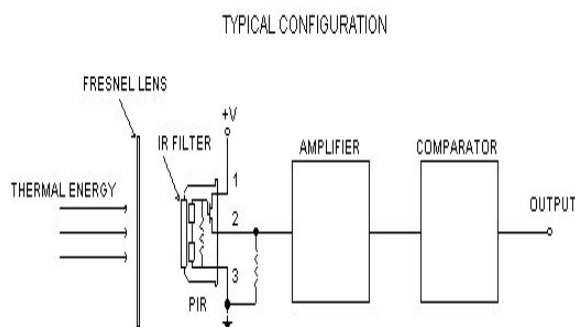 TYPICAL CONFIGURATION
FRESNEL LENS
+V
IR FILTER
AMPLIFIER
COMPARATOR
THERMAL ENERGY
1
2
OUTPUT
3
PIR